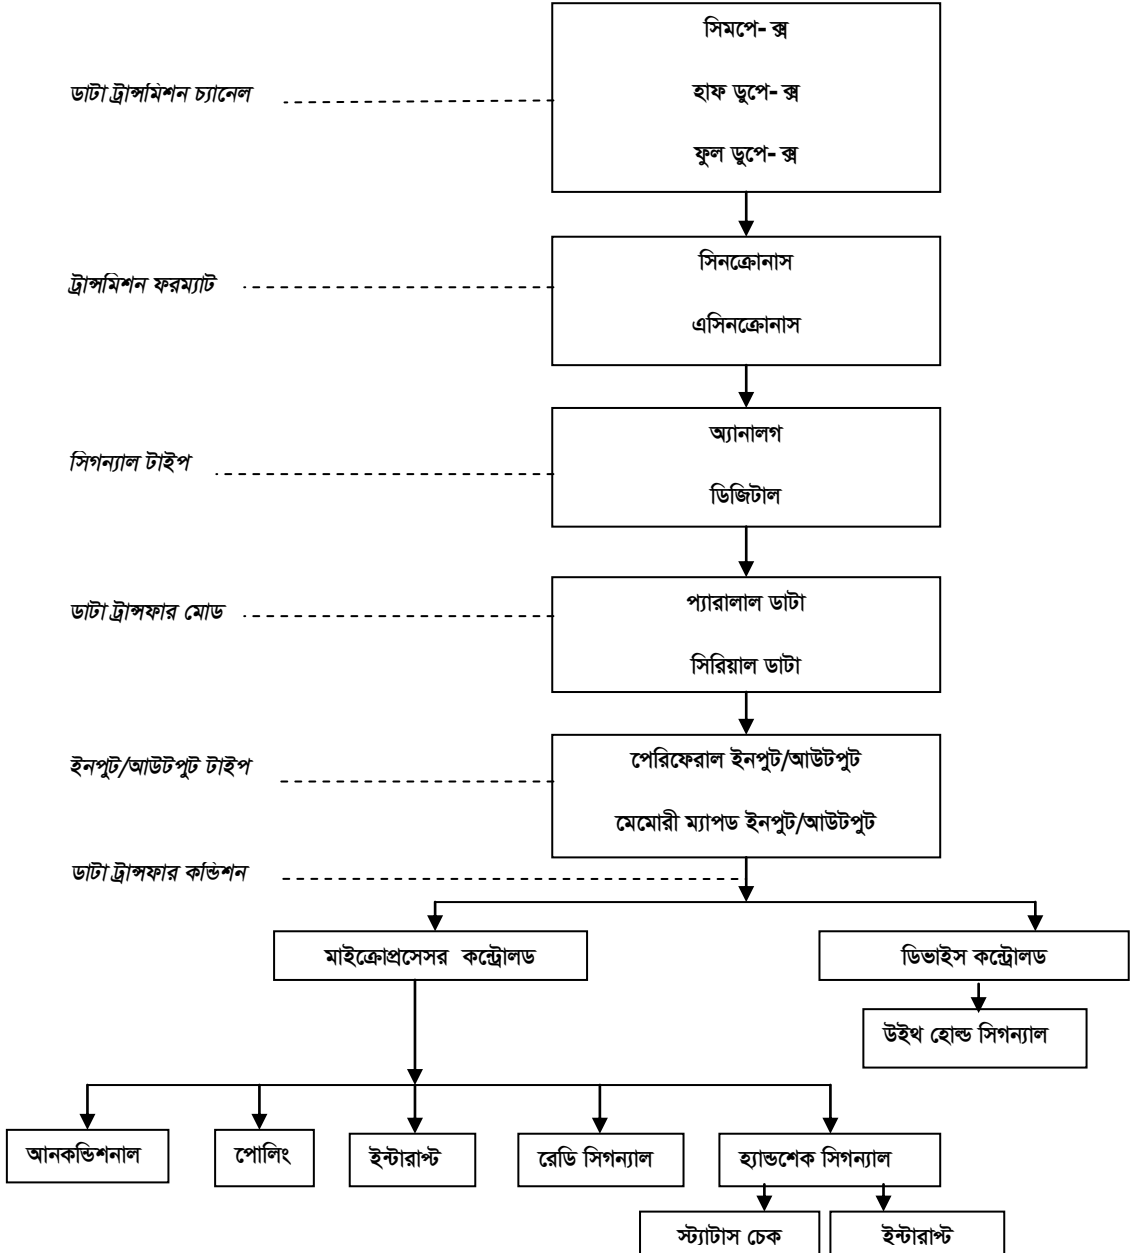 সিমপে- ক্স
ডাটা ট্রান্সমিশন চ্যানেল
হাফ ডুপে- ক্স
ফুল ডুপে- ক্স
সিনক্রোনাস
ট্রান্সমিশন ফরম্যাট
এসিনক্রোনাস
অ্যানালগ
সিগন্যাল টাইপ
ডিজিটাল
প্যারালাল ডাটা
ডাটা ট্রান্সফার মোড
সিরিয়াল ডাটা
পেরিফেরাল ইনপুট/আউটপুট
ইনপুট/আউটপুট টাইপ
মেমোরী ম্যাপড ইনপুট/আউটপুট
ডাটা ট্রান্সফার কন্ডিশন
মাইক্রোপ্রসেসর কন্ট্রোলড
ডিভাইস কন্ট্রোলড
উইথ হোল্ড সিগন্যাল
আনকন্ডিশনাল
পোলিং
ইন্টারাপ্ট
রেডি সিগন্যাল
হ্যান্ডশেক সিগন্যাল
স্ট্যাটাস চেক
ইন্টারাপ্ট